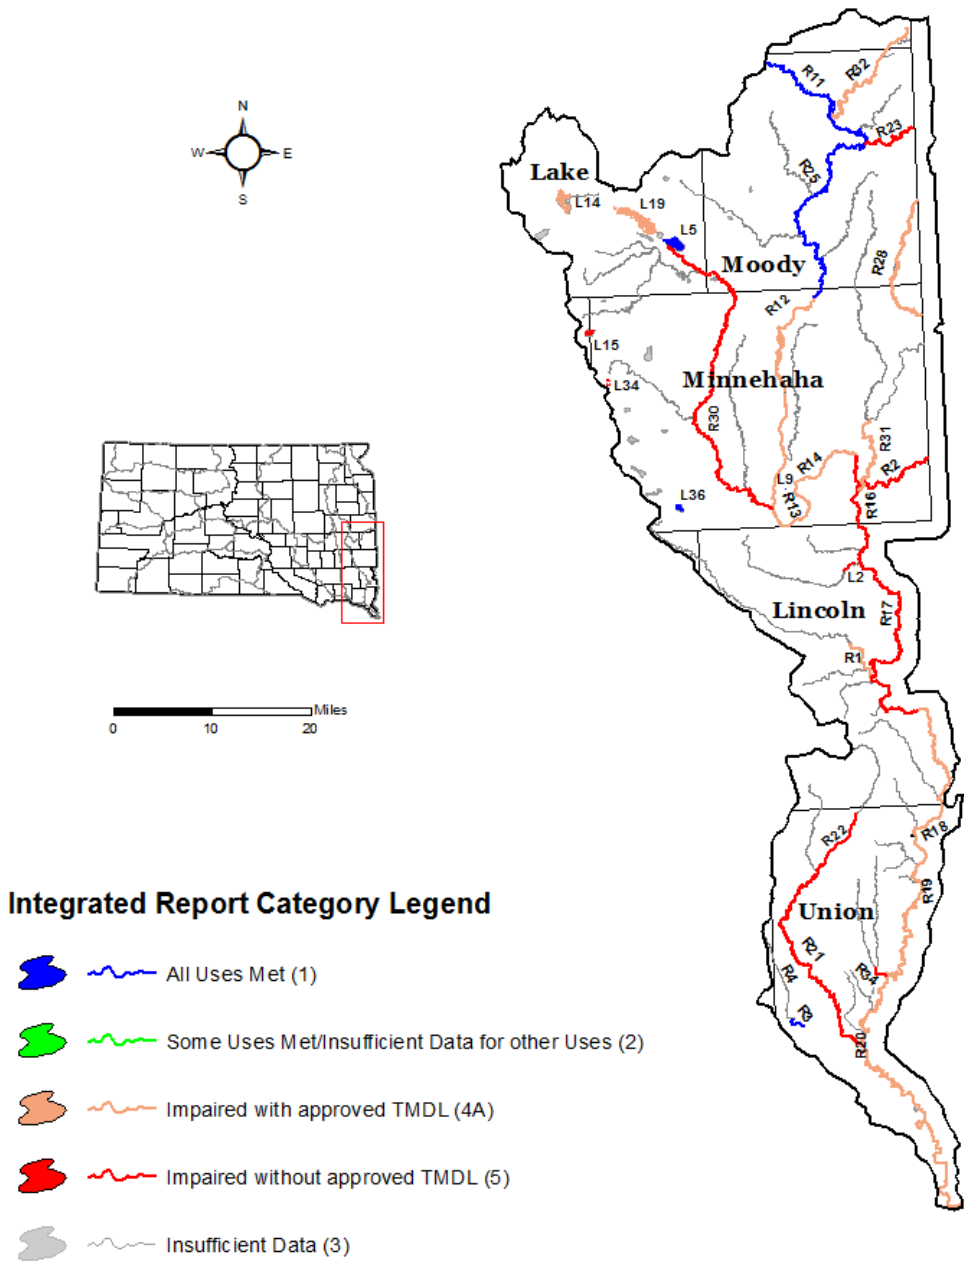 N
W
E
S
R11
R32
R23
Lake
R25
L14
L19
L5
Moody
R28
R12
L15
Minnehaha
L34
R30
R31
R14
R2
L9
R13
R16
L36
L2
Lincoln
R17
R1
Miles
0
10
20
R22
R18
R19
Union
R21
R4
R34
R3
R20
Integrated Report Category Legend
All Uses Met (1)
Some Uses Met/Insufficient Data for other Uses (2)
Impaired with approved TMDL (4A)
Impaired without approved TMDL (5)
Insufficient Data (3)